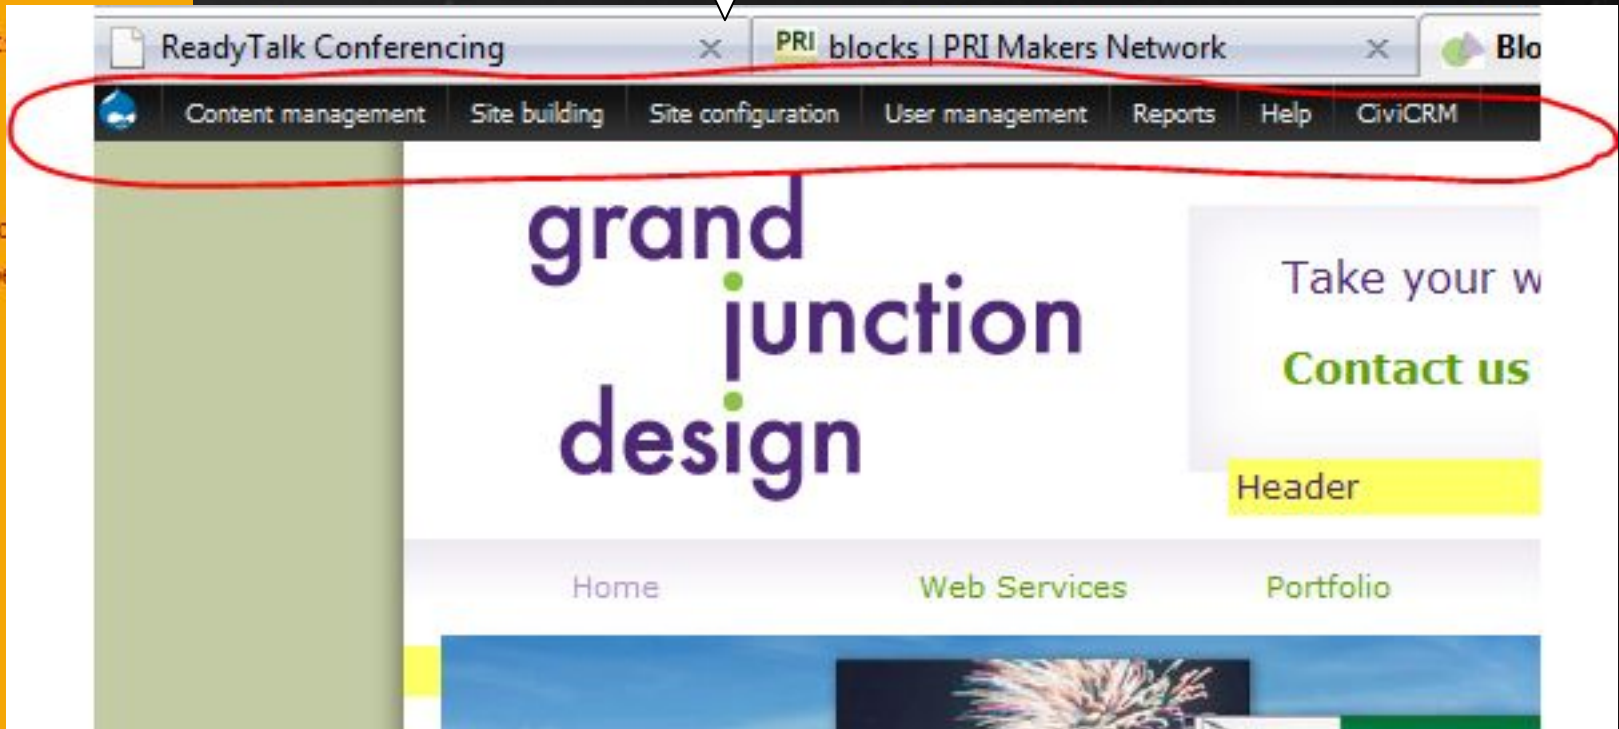 ReadyTalk Conferencing
PRI blocks | PRI Makers Network
Blo
Content management Site building Site configuration User management Reports Help CiviCRM
grand
junction
design
Take your w
Contact us
Header
Home Web Services Portfolio